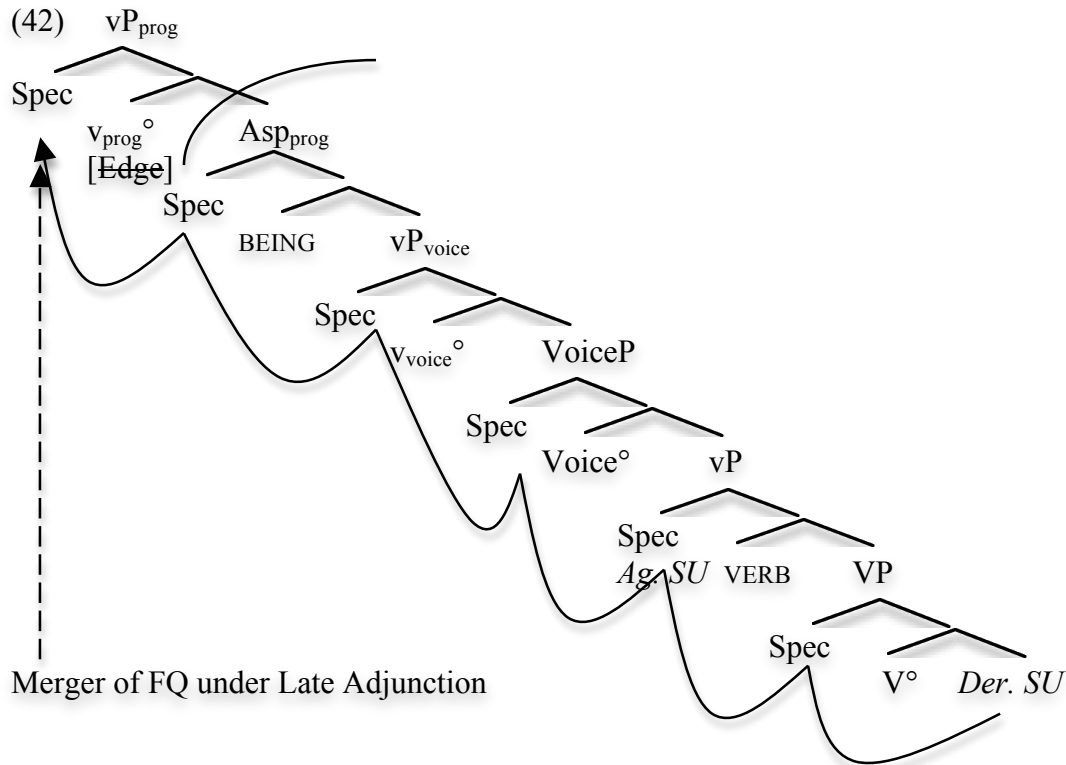 (42) vPprog
Spec
vprog° Aspprog
[Edge]
Spec
BEING vPvoice
Spec
vvoice° VoiceP
Spec
Voice° vP
Spec
Ag. SU VERB VP
Spec
V° Der. SU
Merger of FQ under Late Adjunction